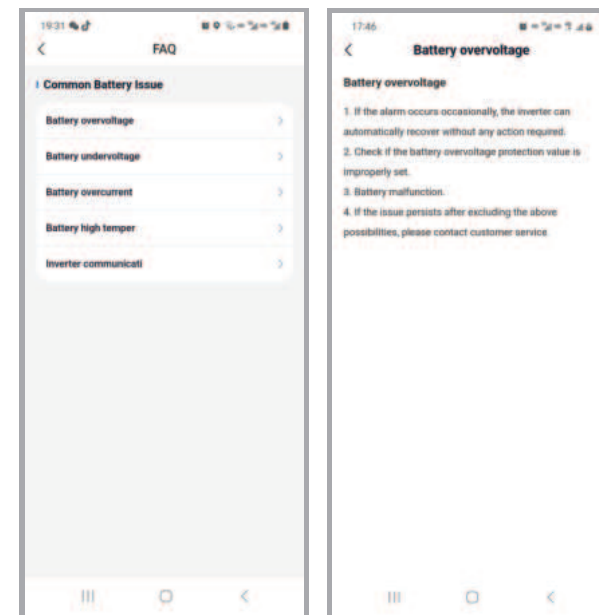 19:31
FAQ
Common Battery Issue
Battery overvoltage
Battery undervoltage
Battery overcurrent
Battery high temper
Inverter communicati
17:46
Battery overvoltage
Battery overvoltage
1. If the alarm occurs occasionally, the inverter can
automatically recover without any action required.
2. Check if the battery overvoltage protection value is
improperly set.
3. Battery malfunction.
4. If the issue persists after excluding the above
possibilities, please contact customer service